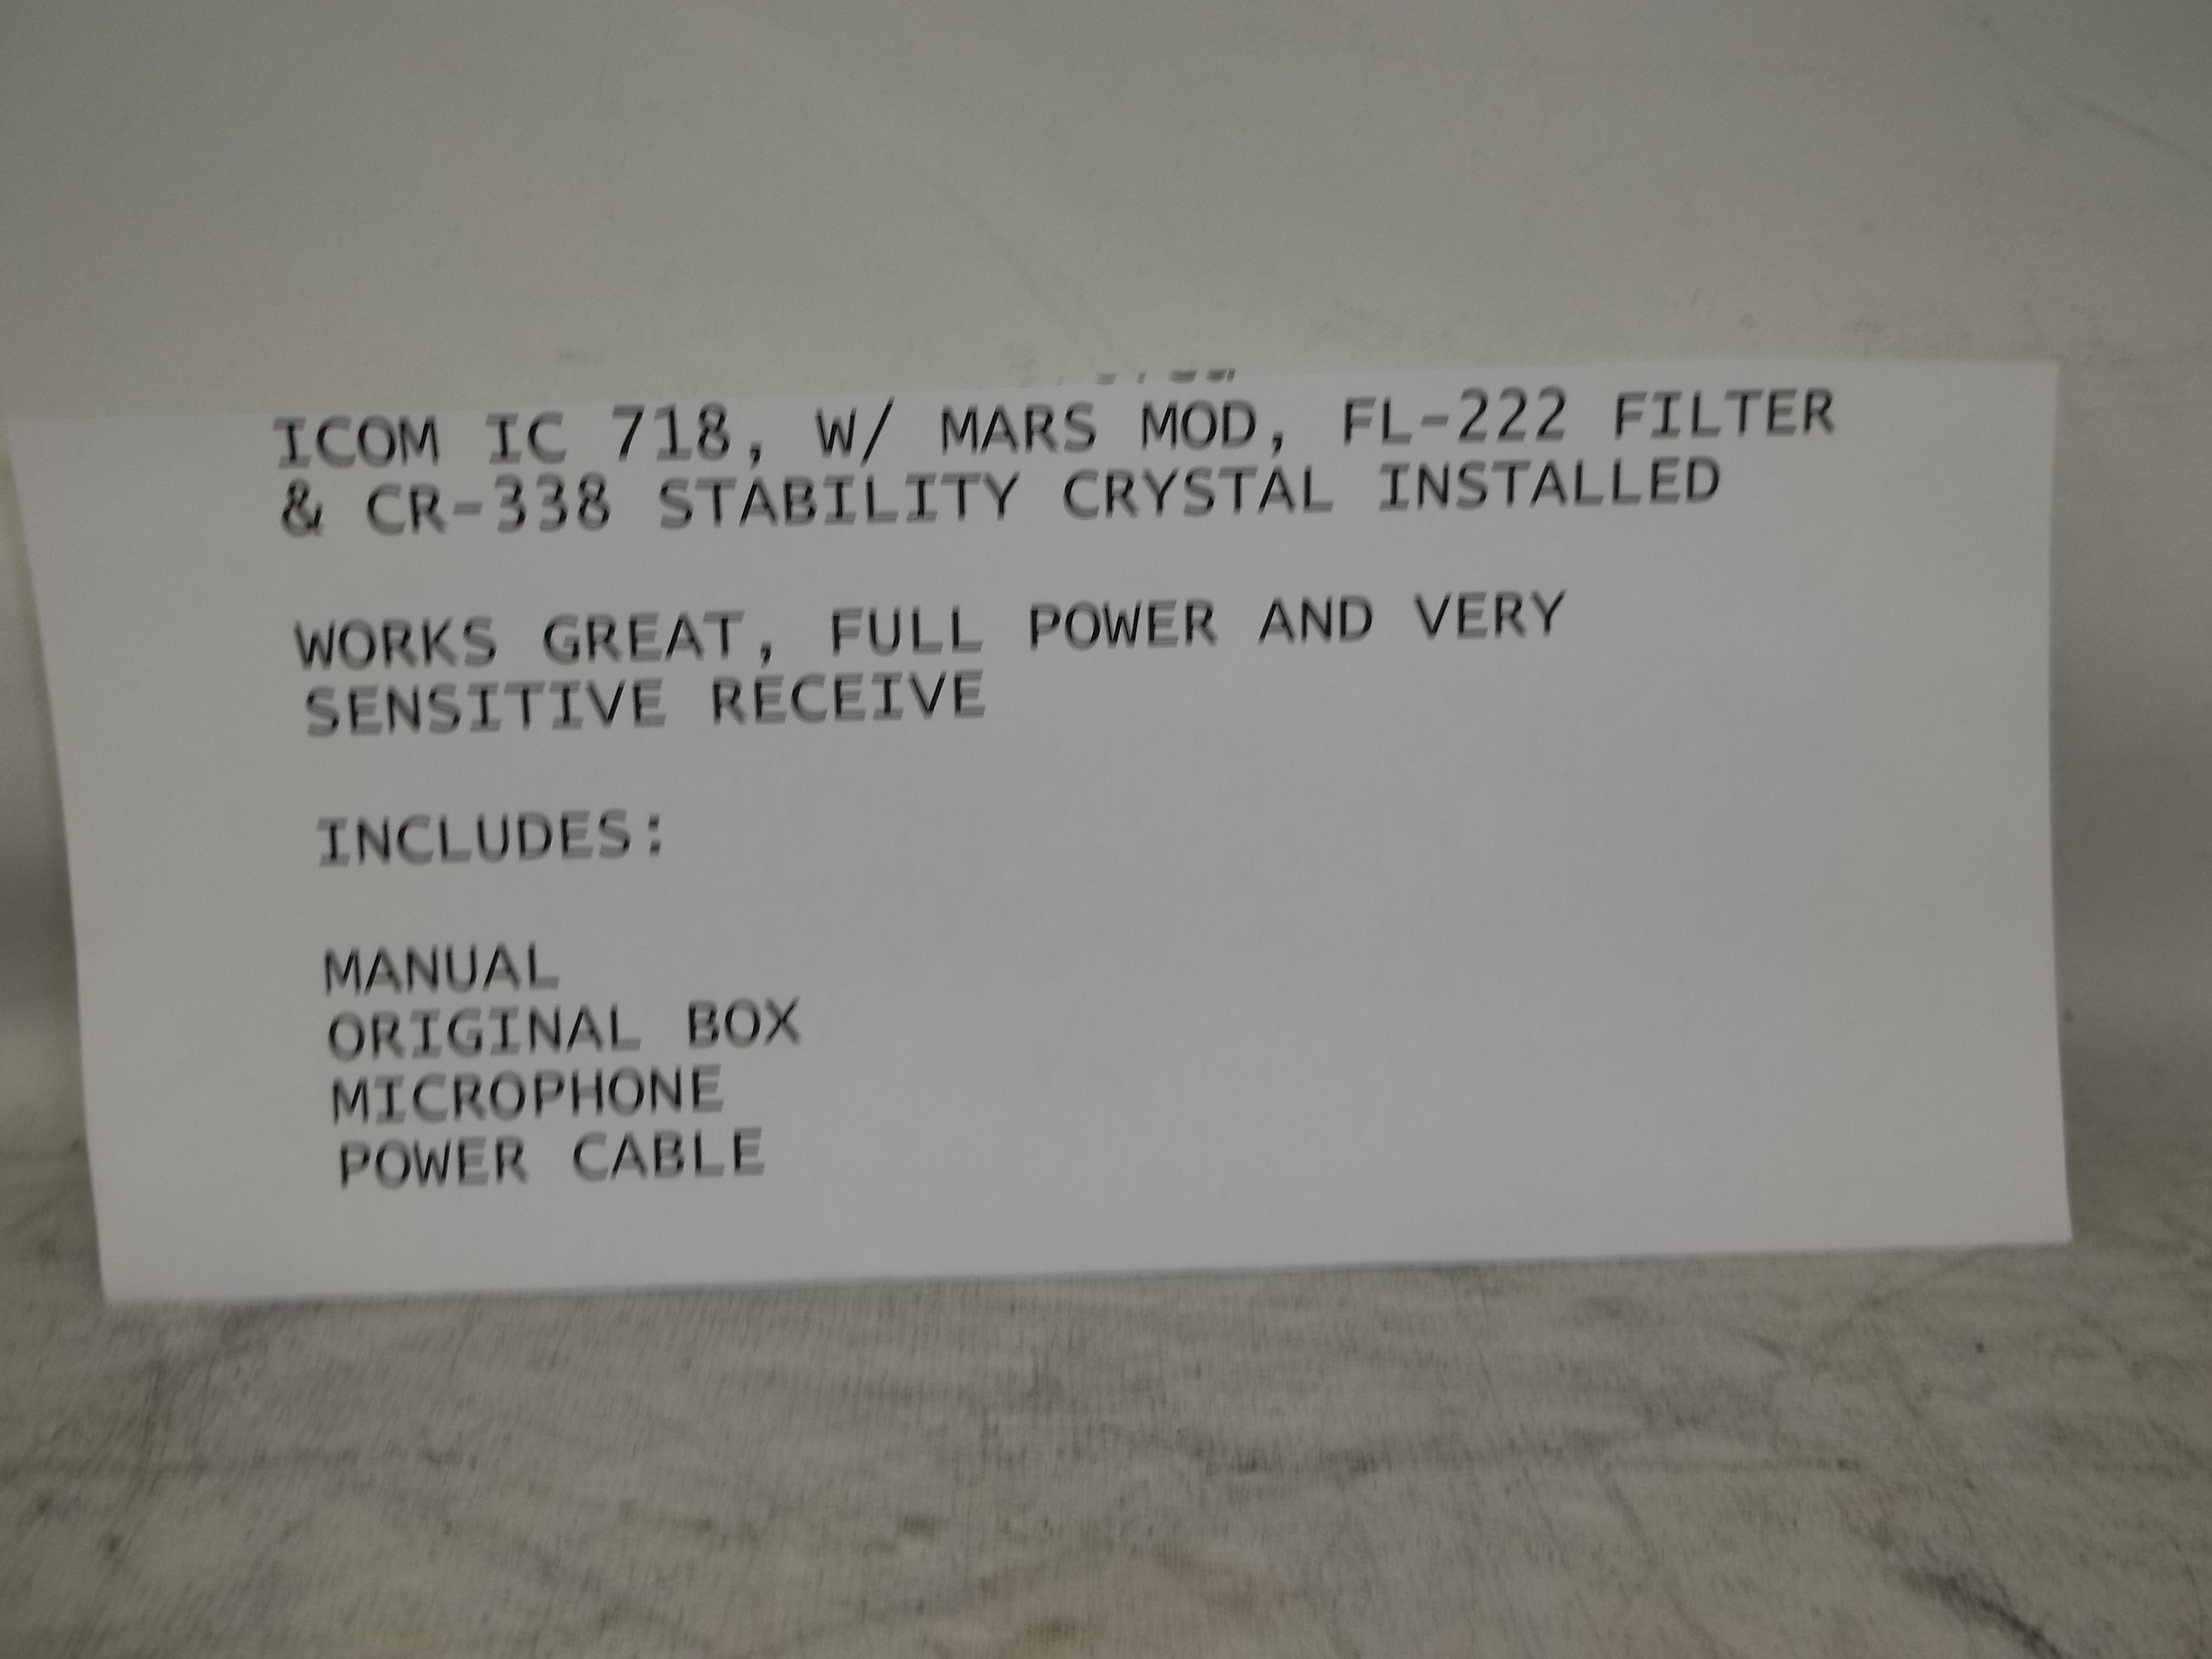 ICOM IC 718, W/ MARS MOD, FL-222 FILTER
& CR-338 STABILITY CRYSTAL INSTALLED
WORKS GREAT, FULL POWER AND VERY
SENSITIVE RECEIVE
INCLUDES:
MANUAL
ORIGINAL BOX
MICROPHONE
POWER CABLE